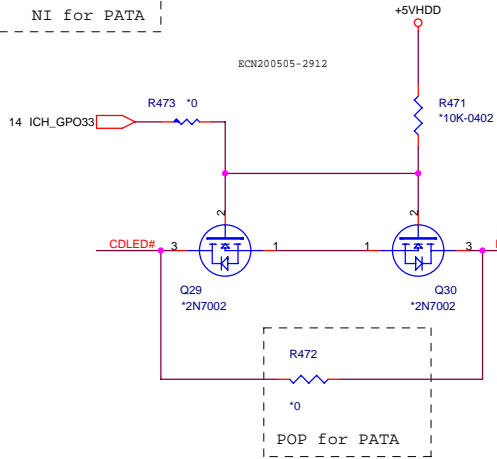 NI for PATA
+5VHDD
ECN200505-2912
R473 *0
R471
*10K-0402
14 ICH_GPO33
2 2
CDLED# 3 1 1 3
Q29 Q30
*2N7002 *2N7002
R472
*0
POP for PATA